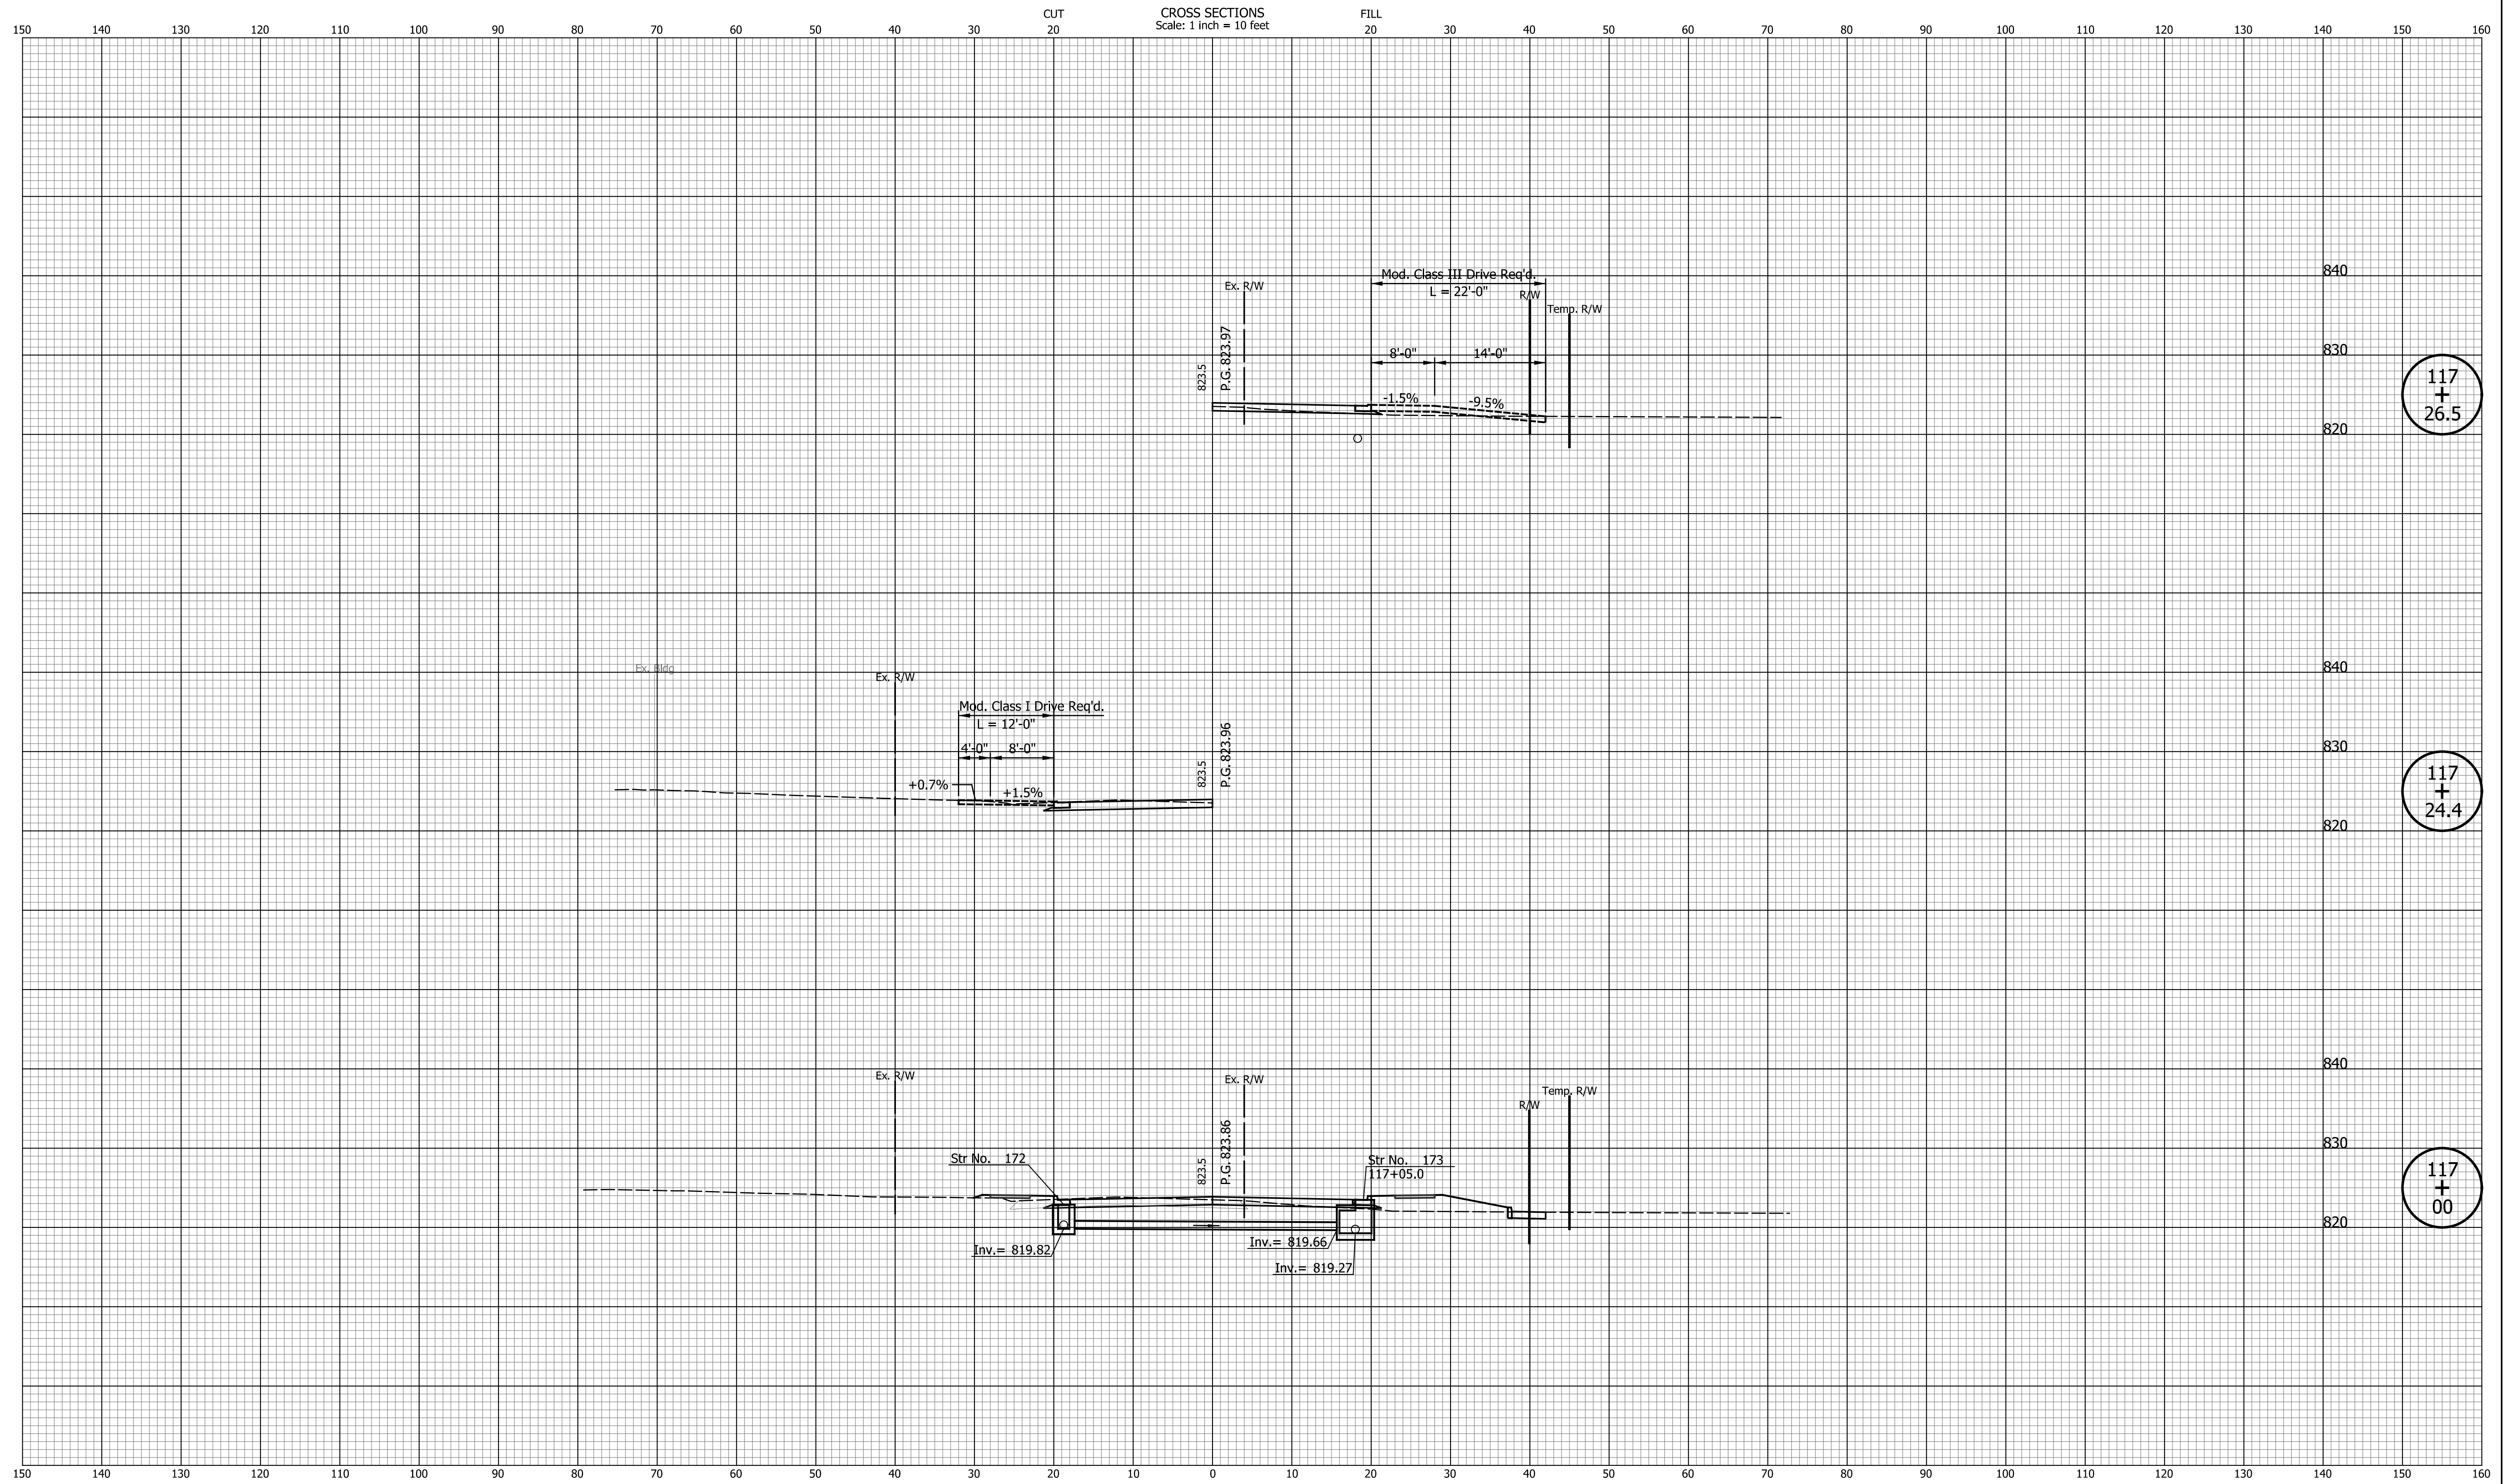 CUT CROSS SECTIONS FILL
Scale: 1 inch = 10 feet
150 140 130 120 110 100 90 80 70 60 50 40 30 20 10 0 10 20 30 40 50 60 70 80 90 100 110 120 130 140 150 160
Mod. Class III Drive Req'd.
L = 22'-0"
Ex. R/W
R/W
Temp. R/W
840
P.G. 823.97
823.5
8'-0" 14'-0"
830
-1.5% -9.5%
820
117
+
26.5
Ex. Bldg
Ex. R/W
840
Mod. Class I Drive Req'd.
L = 12'-0"
P.G. 823.96
823.5
4'-0" 8'-0"
830
+0.7%
+1.5%
820
117
+
24.4
Ex. R/W
Ex. R/W
Temp. R/W
R/W
840
P.G. 823.86
823.5
830
Str No. 172
Str No. 173
117+05.0
820
Inv.= 819.82
Inv.= 819.66
Inv.= 819.27
117
+
00
150 140 130 120 110 100 90 80 70 60 50 40 30 20 10 0 10 20 30 40 50 60 70 80 90 100 110 120 130 140 150 160